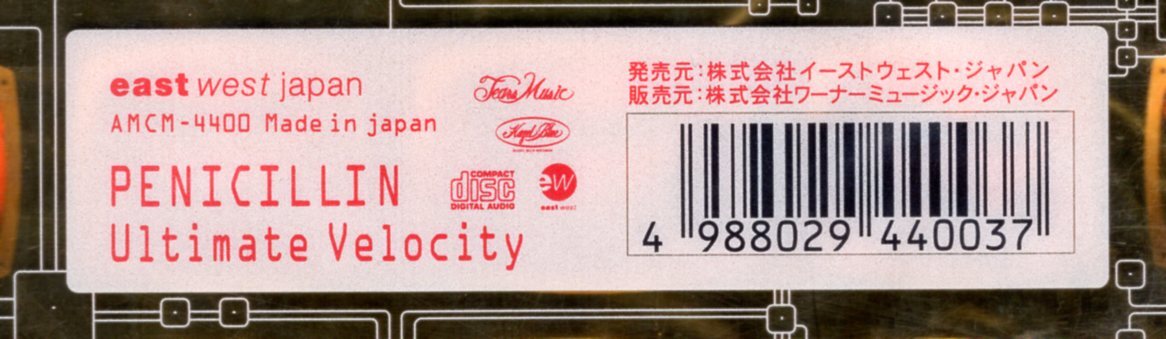 east west japan
AMCM-4400 Made in japan
PENICILLIN
Ultimate Velocity
Tears Music
COMPACT
disc
DIGITAL AUDIO
ew
east west
発売元:株式会社イーストウェスト・ジャパン
販売元:株式会社ワーナーミュージック・ジャパン
4 988029 440037